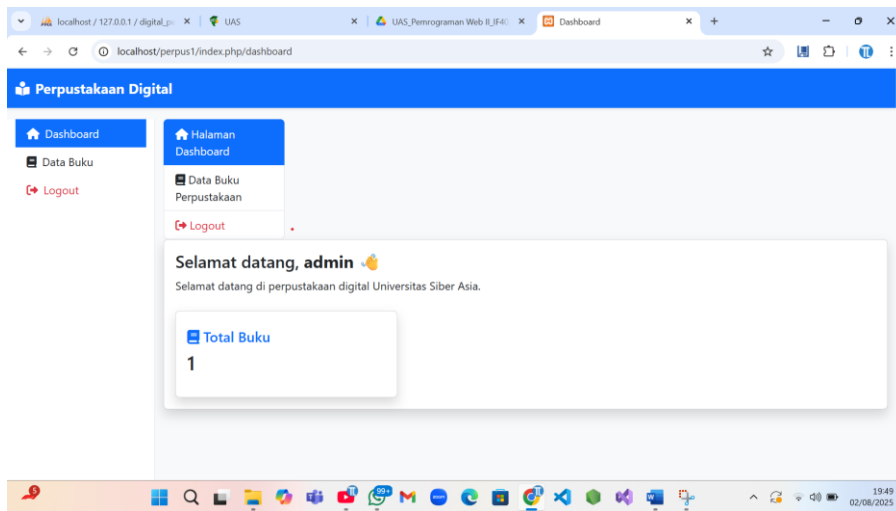 localhost / 127.0.0.1 / digital_pe
UAS
UAS_Pemrograman Web II_IF40
Dashboard
localhost/perpus1/index.php/dashboard
Perpustakaan Digital
Dashboard
Data Buku
Logout
Halaman
Dashboard
Data Buku
Perpustakaan
Logout
Selamat datang, admin
Selamat datang di perpustakaan digital Universitas Siber Asia.
Total Buku
1
5
99+
19:49
02/08/2025